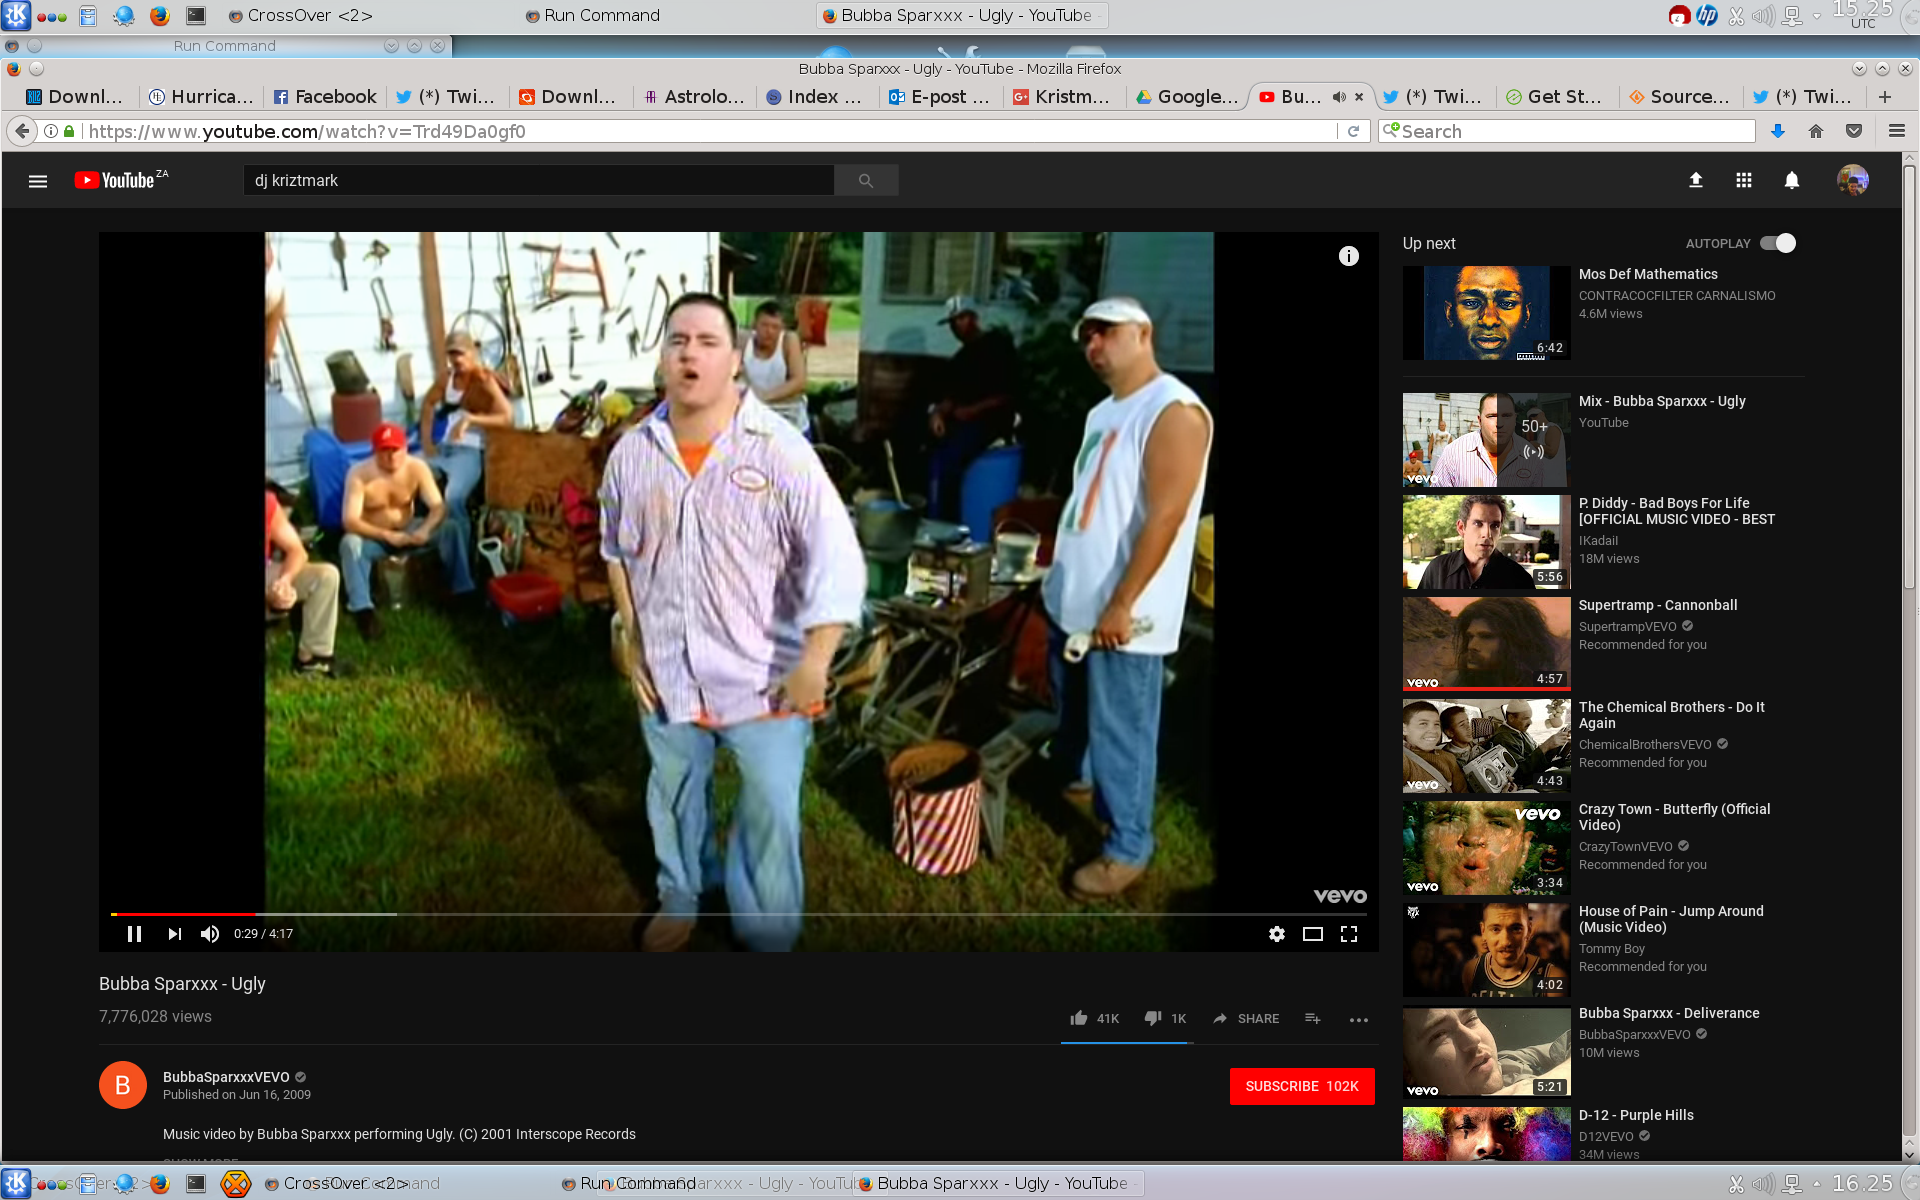 CrossOver <2>
Run Command
Bubba Sparxxx - Ugly - YouTube -
15.25
UTC
Run Command
Bubba Sparxxx - Ugly - YouTube - Mozilla Firefox
Downl...
Hurrica...
Facebook
(*) Twi...
Downl...
Astrolo...
Index ...
E-post ...
Kristm...
Google...
Bu...
(*) Twi...
Get St...
Source...
(*) Twi...
https://www.youtube.com/watch?v=Trd49Da0gf0
Search
YouTube ZA
dj kriztmark
Up next
AUTOPLAY
Mos Def Mathematics
CONTRACOCFILTER CARNALISMO
4.6M views
6:42
Mix - Bubba Sparxxx - Ugly
YouTube
50+
vevo
P. Diddy - Bad Boys For Life
[OFFICIAL MUSIC VIDEO - BEST
IKadaiI
18M views
5:56
Supertramp - Cannonball
SupertrampVEVO
Recommended for you
4:57
vevo
The Chemical Brothers - Do It
Again
ChemicalBrothersVEVO
Recommended for you
4:43
vevo
Crazy Town - Butterfly (Official
Video)
CrazyTownVEVO
Recommended for you
vevo
3:34
vevo
House of Pain - Jump Around
(Music Video)
Tommy Boy
Recommended for you
4:02
Bubba Sparxxx - Deliverance
BubbaSparxxxVEVO
10M views
5:21
vevo
D-12 - Purple Hills
D12VEVO
34M views
vevo
0:29 / 4:17
Bubba Sparxxx - Ugly
7,776,028 views
41K
1K
SHARE
B
BubbaSparxxxVEVO
Published on Jun 16, 2009
SUBSCRIBE 102K
Music video by Bubba Sparxxx performing Ugly. (C) 2001 Interscope Records
SHOW MORE
CrossOver <2>
Run Command
Bubba Sparxxx - Ugly - YouTube -
16.25